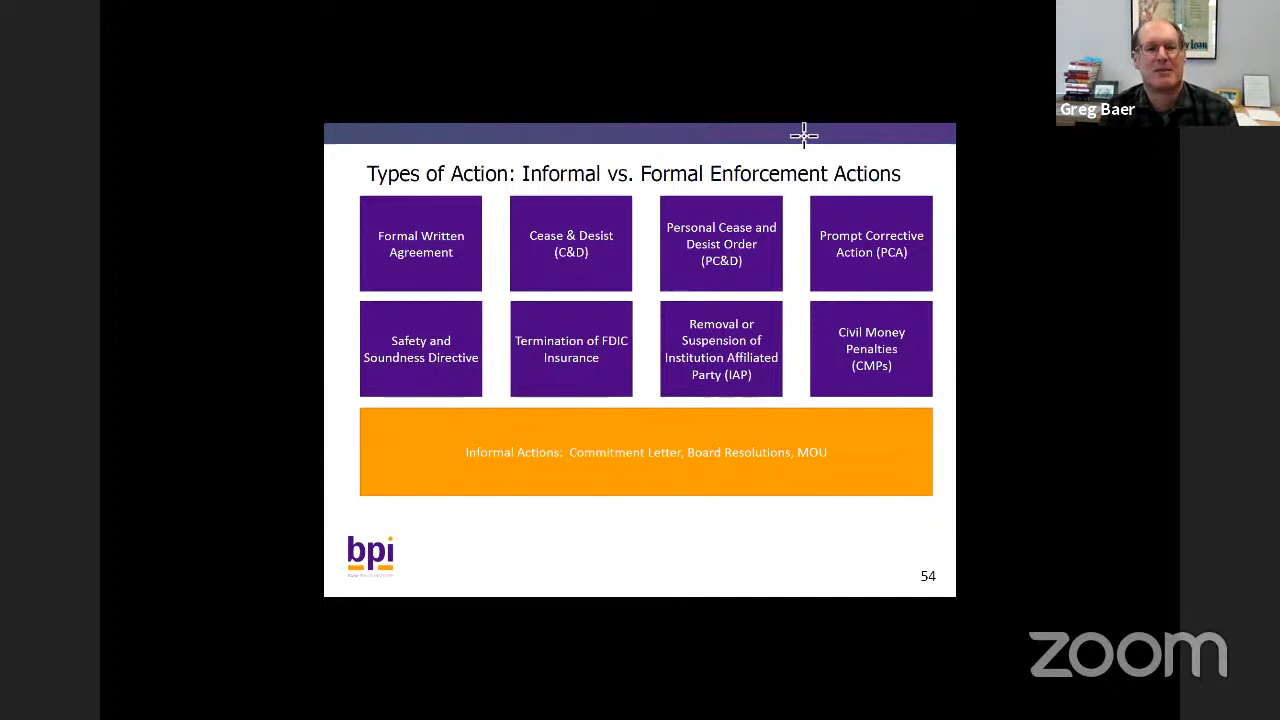 Loan
Greg Baer
Types of Action: Informal vs. Formal Enforcement Actions
Formal Written
Agreement
Cease & Desist
(C&D)
Personal Cease and
Desist Order
(PC&D)
Prompt Corrective
Action (PCA)
Safety and
Soundness Directive
Termination of FDIC
Insurance
Removal or
Suspension of
Institution Affiliated
Party (IAP)
Civil Money
Penalties
(CMPs)
Informal Actions: Commitment Letter, Board Resolutions, MOU
bpi
54
zoom